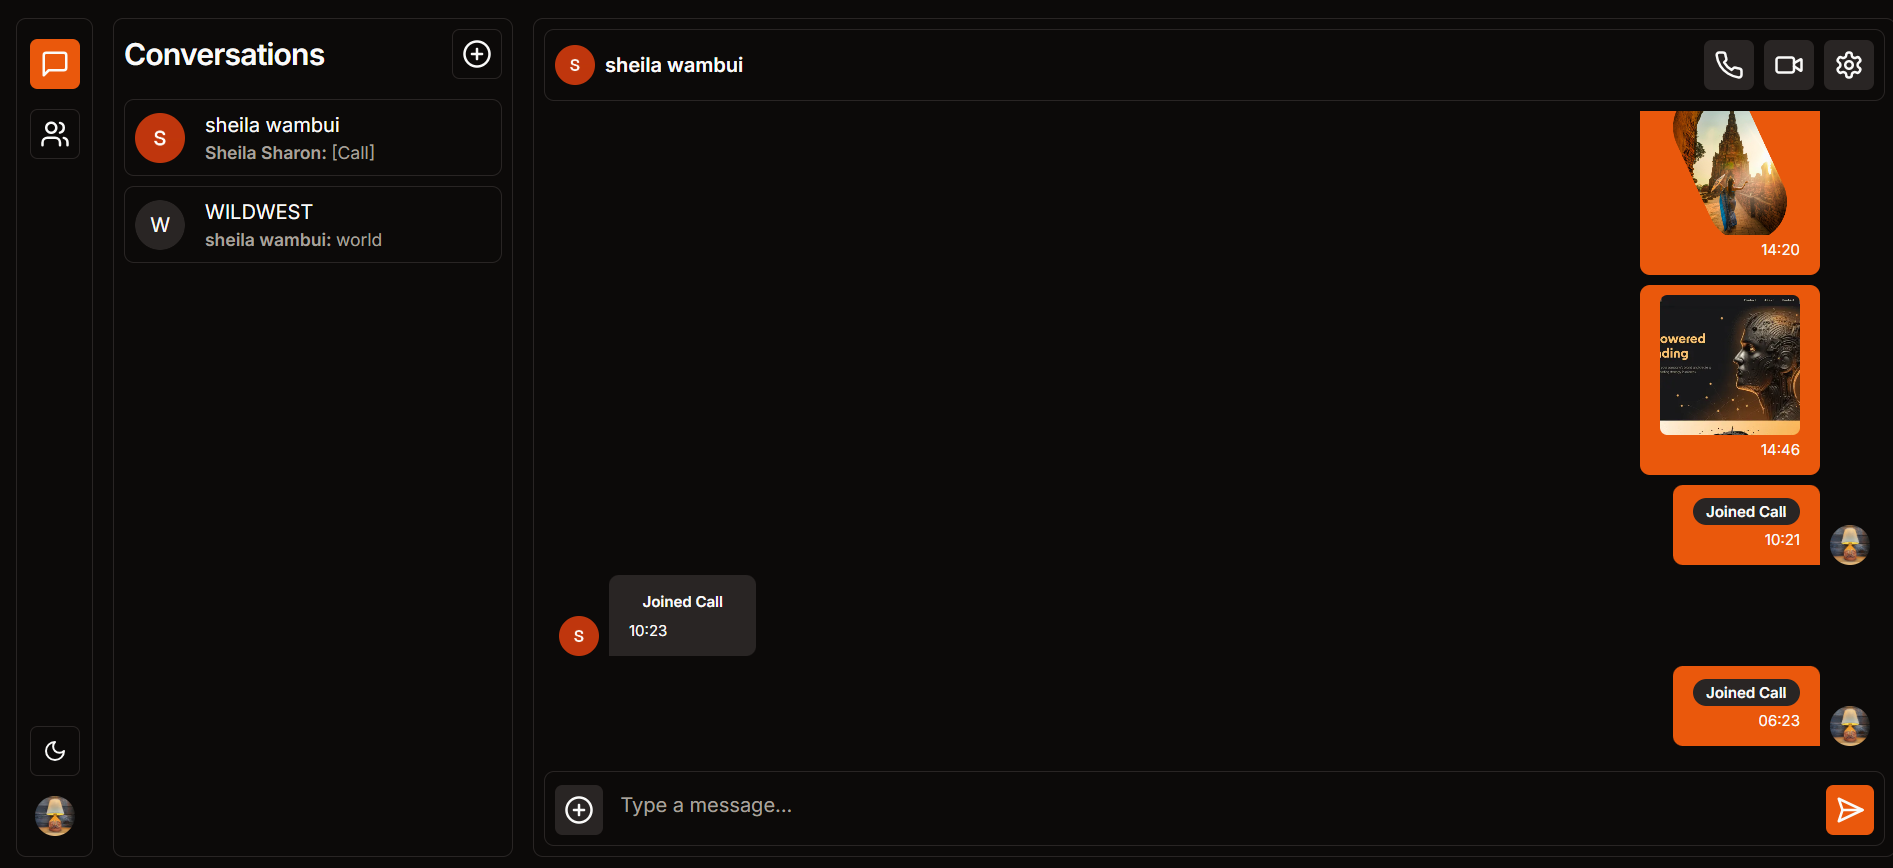 Conversations
S
sheila wambui
Sheila Sharon: [Call]
W
WILDWEST
sheila wambui: world
S
sheila wambui
14:20
owered
ding
14:46
Joined Call
10:21
Joined Call
S
10:23
Joined Call
06:23
Type a message...